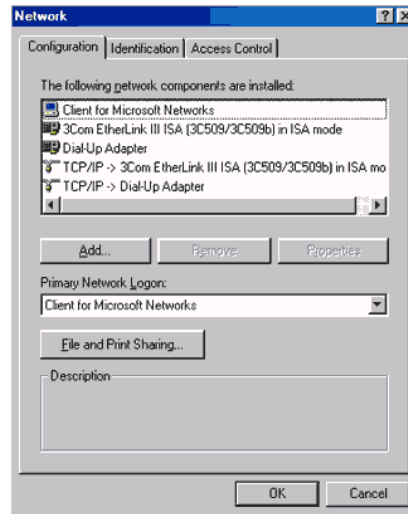 Network
Configuration Identification Access Control
The following network components are installed:
Client for Microsoft Networks
3Com EtherLink III ISA (3C509/3C509b) in ISA mode
Dial-Up Adapter
TCP/IP -> 3Com EtherLink III ISA (3C509/3C509b) in ISA mo
TCP/IP -> Dial-Up Adapter
Add... Remove Properties
Primary Network Logon:
Client for Microsoft Networks
File and Print Sharing...
Description
OK Cancel